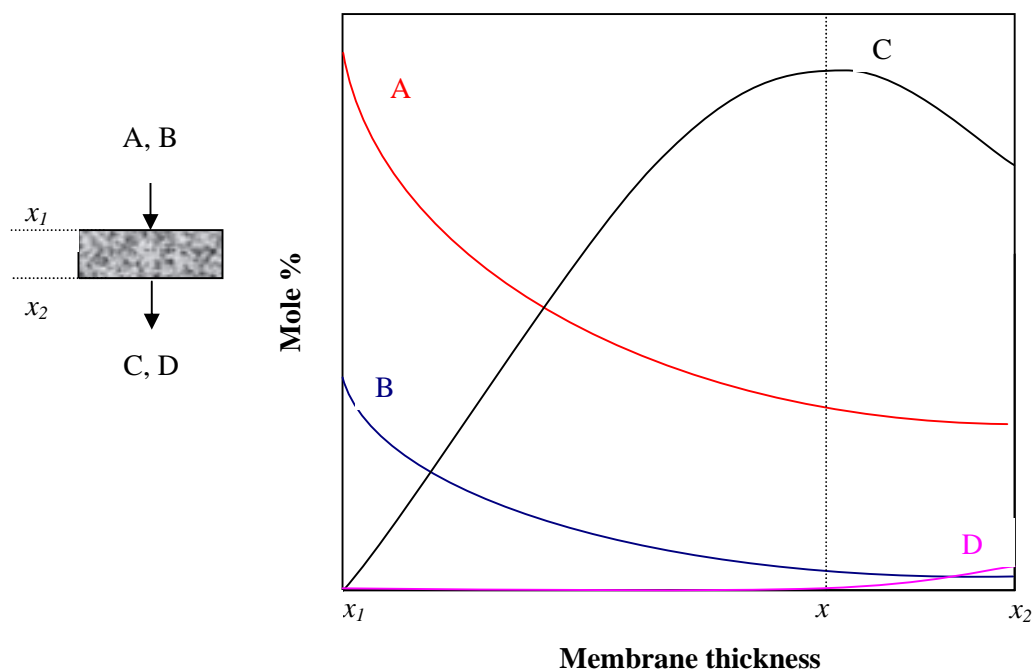 A, B
x1
x2
C, D
Mole %
A
B
C
D
x1
x
x2
Membrane thickness